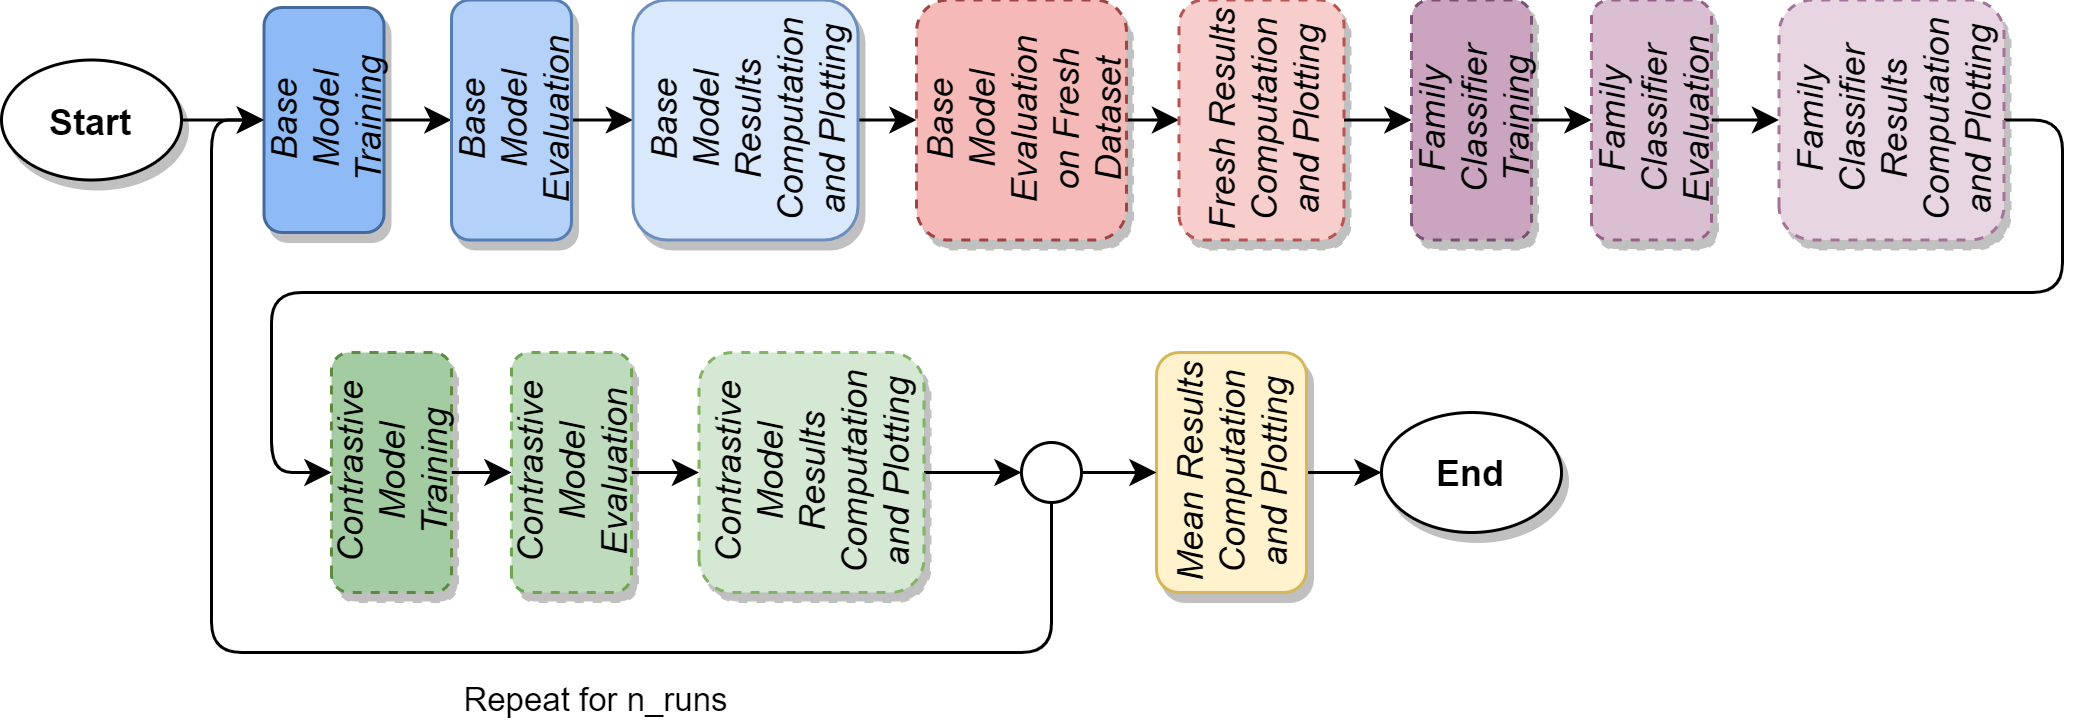 Start
Base
Model
Training
Base
Model
Evaluation
Base
Model
Results
Computation
and Plotting
Base
Model
Evaluation
on Fresh
Dataset
Fresh Results
Computation
and Plotting
Family
Classifier
Training
Family
Classifier
Evaluation
Family
Classifier
Results
Computation
and Plotting
Contrastive
Model
Training
Contrastive
Model
Evaluation
Contrastive
Model
Results
Computation
and Plotting
Mean Results
Computation
and Plotting
End
Repeat for n_runs